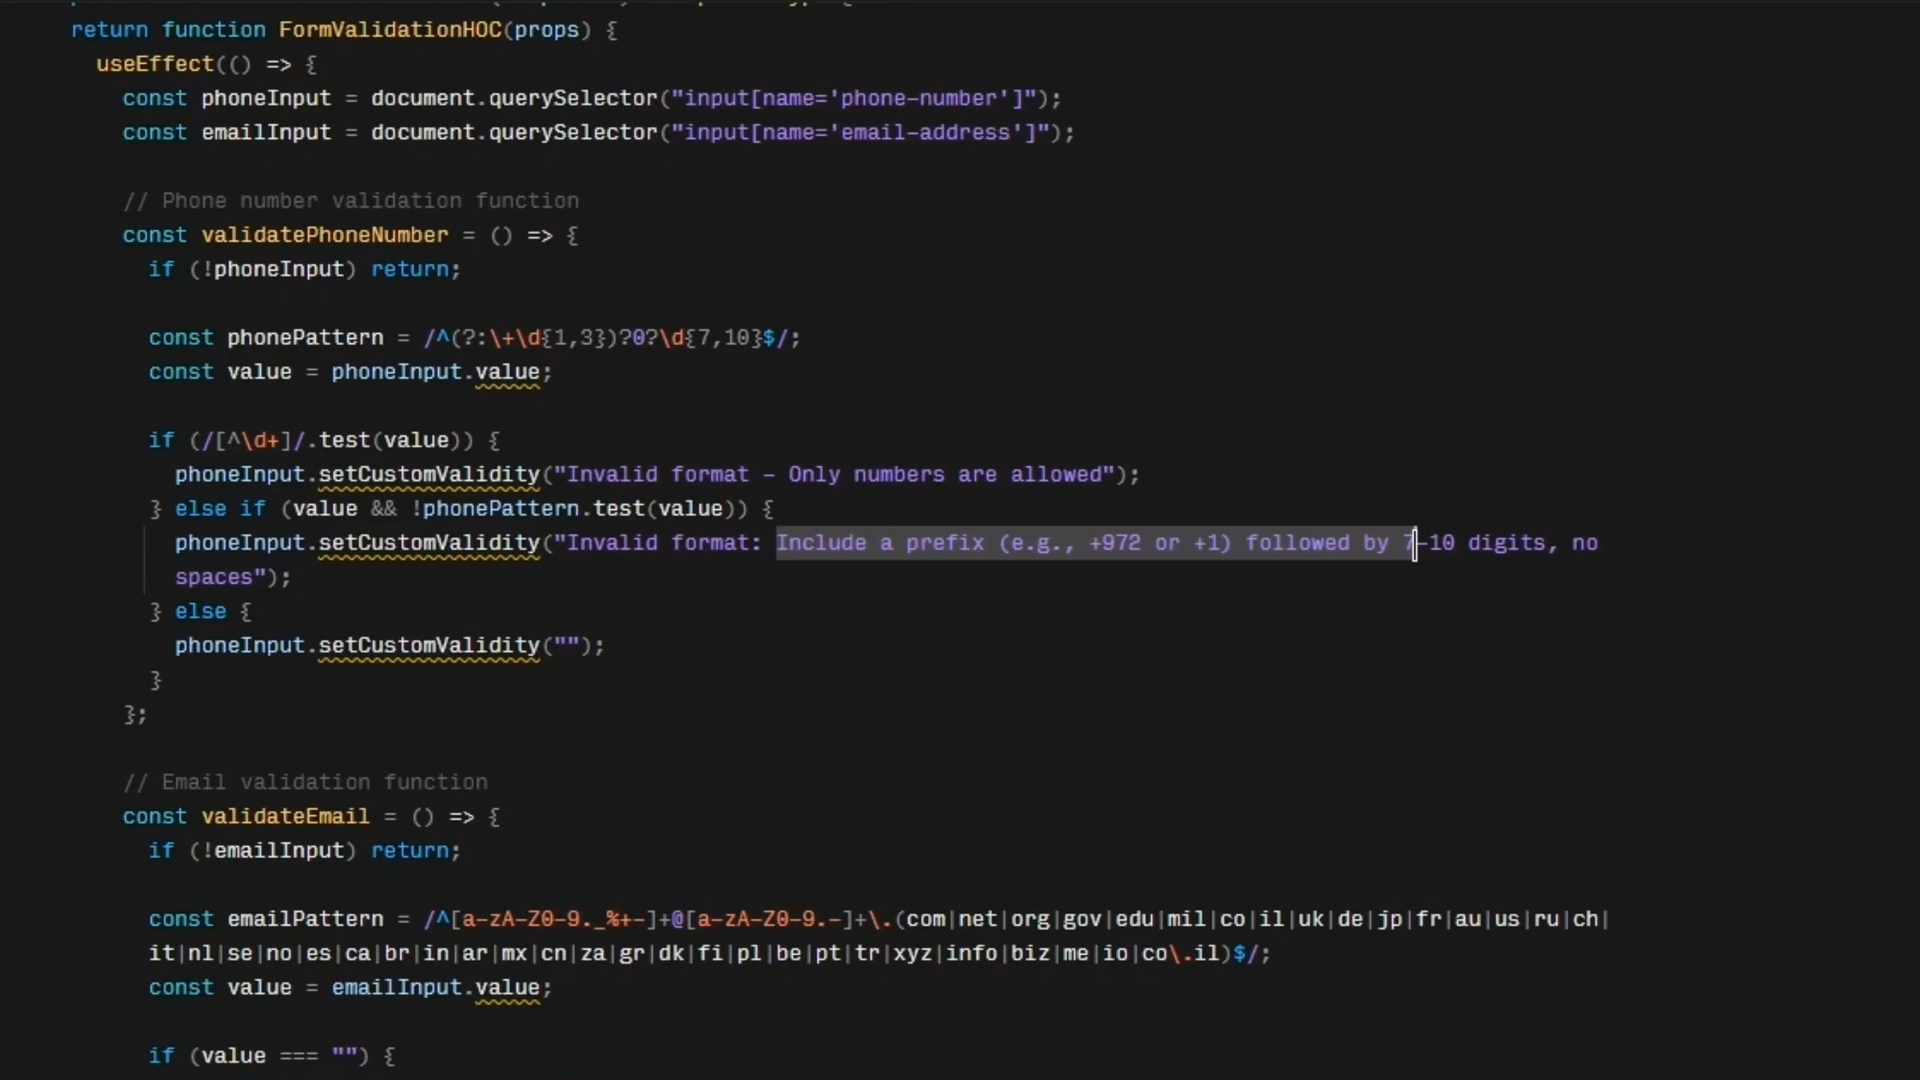 return function FormValidationHOC(props) {
useEffect(() => {
const phoneInput = document.querySelector("input[name='phone-number']");
const emailInput = document.querySelector("input[name='email-address']");
// Phone number validation function
const validatePhoneNumber = () => {
if (!phoneInput) return;
const phonePattern = /^(?:\+\d{1,3})?0?\d{7,10}$/;
const value = phoneInput.value;
if (/[^\d+]/.test(value)) {
phoneInput.setCustomValidity("Invalid format - Only numbers are allowed");
} else if (value && !phonePattern.test(value)) {
phoneInput.setCustomValidity("Invalid format: Include a prefix (e.g., +972 or +1) followed by 7-10 digits, no
spaces");
} else {
phoneInput.setCustomValidity("");
}
};
// Email validation function
const validateEmail = () => {
if (!emailInput) return;
const emailPattern = /^[a-zA-Z0-9._%+-]+@[a-zA-Z0-9.-]+\.(com|net|org|gov|edu|mil|co|il|uk|de|jp|fr|au|us|ru|ch|
it|nl|se|no|es|ca|br|in|ar|mx|cn|za|gr|dk|fi|pl|be|pt|tr|xyz|info|biz|me|io|co\.il)$/;
const value = emailInput.value;
if (value === "") {